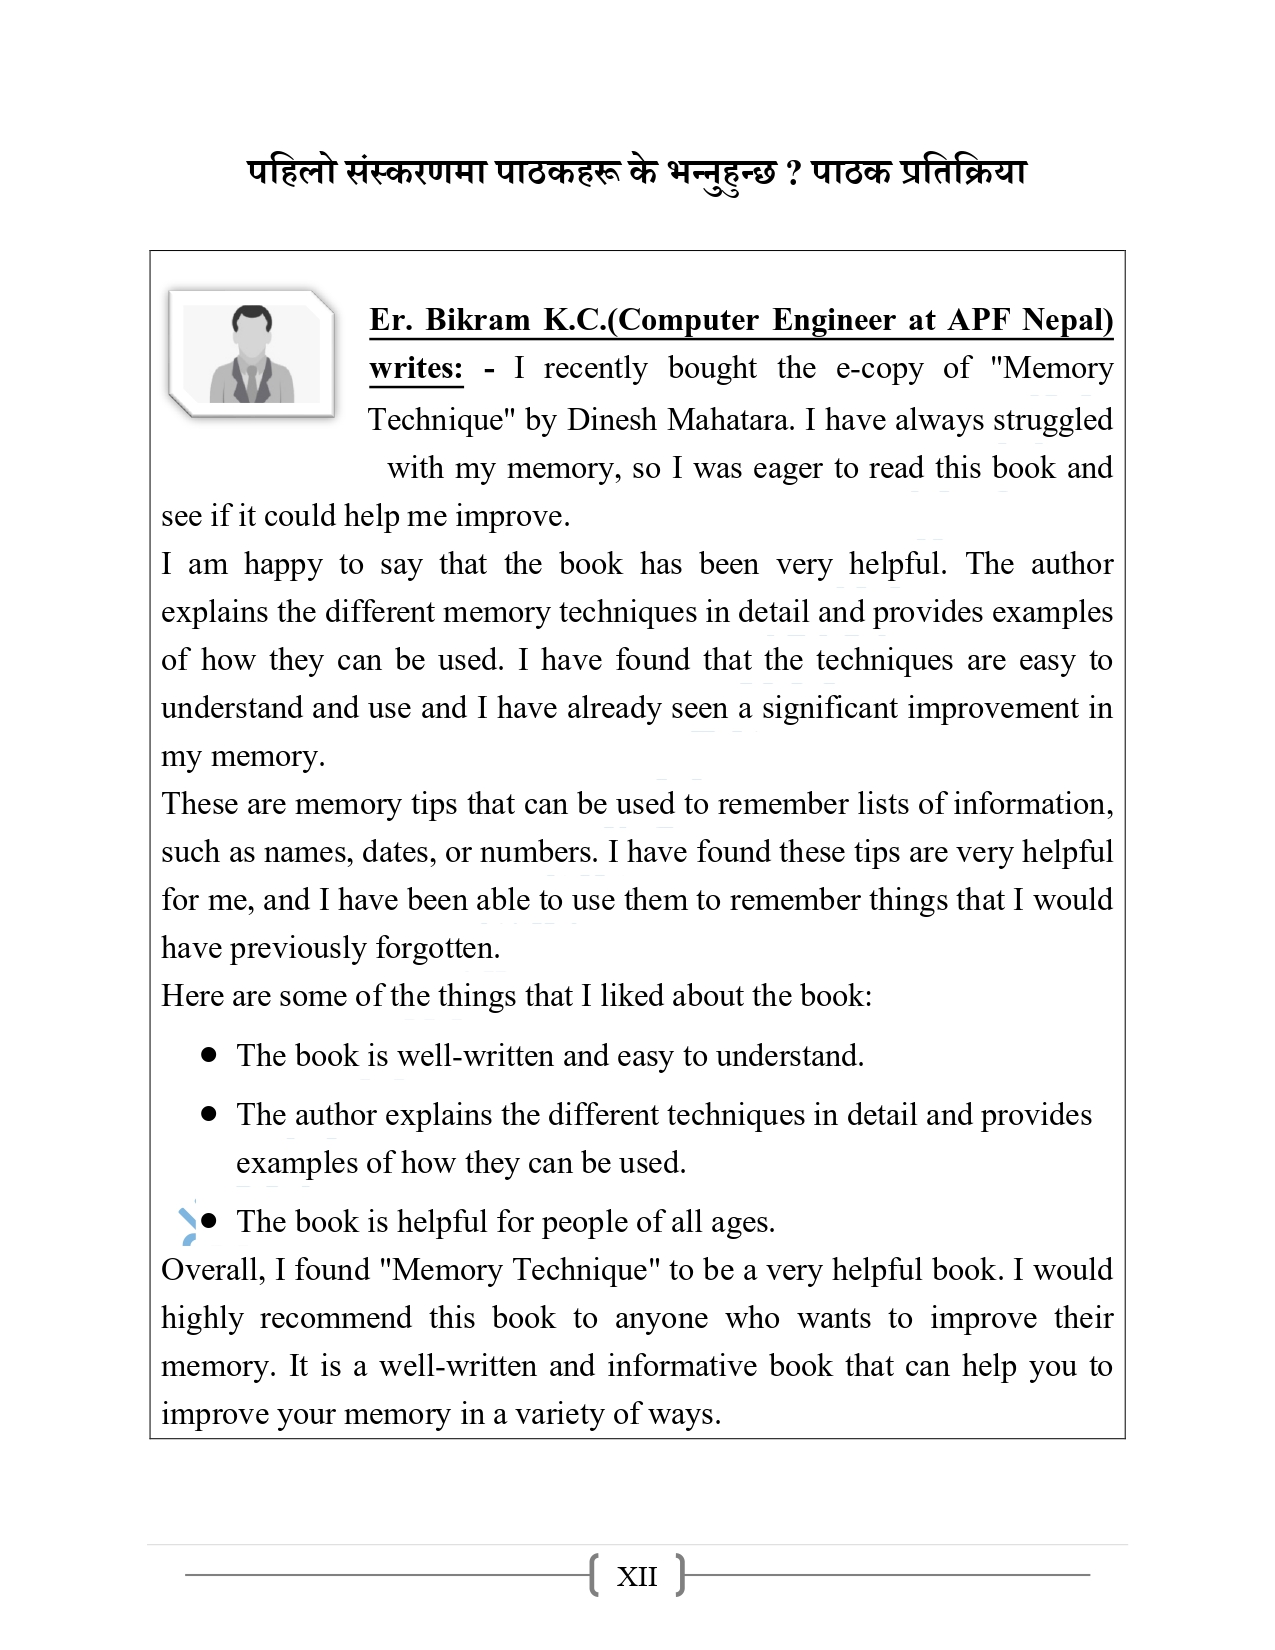 पहिलो संस्करणमा पाठकहरू के भन्नुहुन्छ ? पाठक प्रतिक्रिया
Er. Bikram K.C.(Computer Engineer at APF Nepal)
writes: - I recently bought the e-copy of "Memory
Technique" by Dinesh Mahatara. I have always struggled
with my memory, so I was eager to read this book and
see if it could help me improve.
I am happy to say that the book has been very helpful. The author
explains the different memory techniques in detail and provides examples
of how they can be used. I have found that the techniques are easy to
understand and use and I have already seen a significant improvement in
my memory.
These are memory tips that can be used to remember lists of information,
such as names, dates, or numbers. I have found these tips are very helpful
for me, and I have been able to use them to remember things that I would
have previously forgotten.
Here are some of the things that I liked about the book:
● The book is well-written and easy to understand.
● The author explains the different techniques in detail and provides
examples of how they can be used.
● The book is helpful for people of all ages.
Overall, I found "Memory Technique" to be a very helpful book. I would
highly recommend this book to anyone who wants to improve their
memory. It is a well-written and informative book that can help you to
improve your memory in a variety of ways.
XII